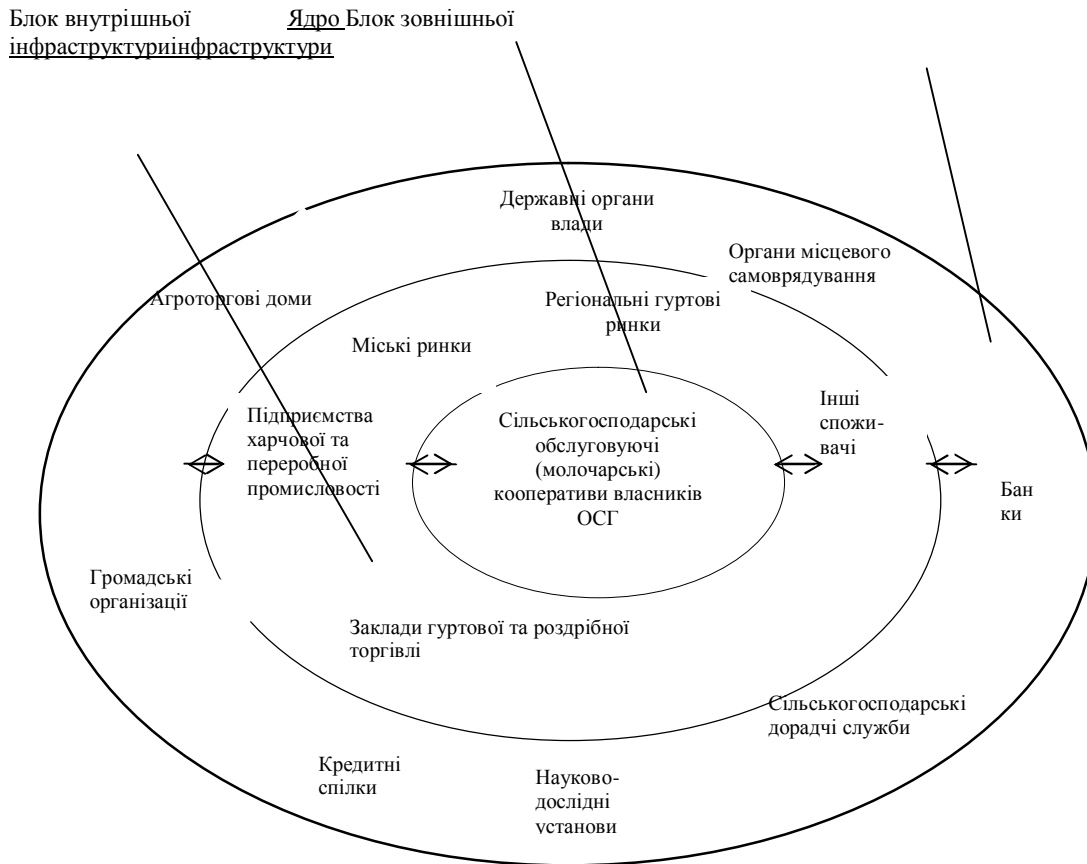 Блок внутрішньої Ядро Блок зовнішньої
інфраструктуриінфраструктури
Державні органи
влади
Органи місцевого
самоврядування
Агроторгові доми
Регіональні гуртові
ринки
Міські ринки
Підприємства
харчової та
переробної
промисловості
Сільськогосподарські
обслуговуючі
(молочарські)
кооперативи власників
ОСГ
Інші
спожи-
вачі
Бан
ки
Громадські
організації
Заклади гуртової та роздрібної
торгівлі
Сільськогосподарські
дорадчі служби
Кредитні
спілки
Науково-
дослідні
установи